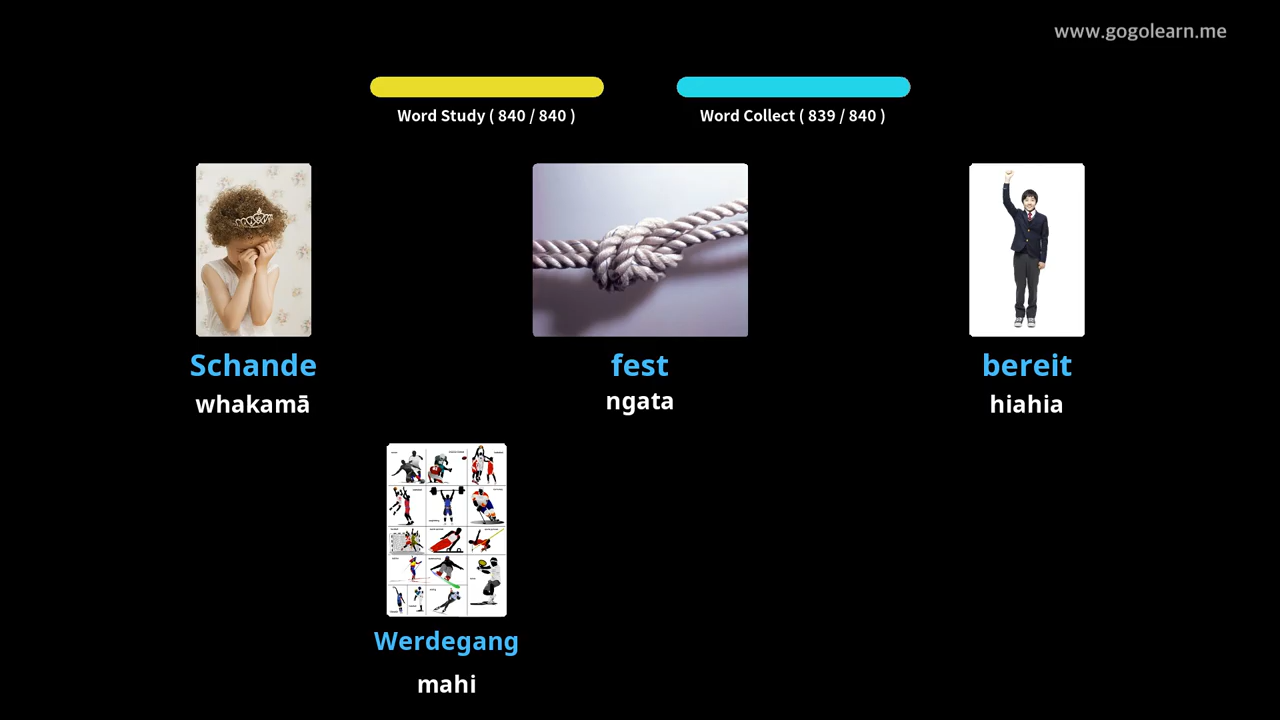 www.gogolearn.me
Word Study ( 840 / 840 )
Word Collect ( 839 / 840 )
Schande
fest
bereit
whakamā
ngata
hiahia
Werdegang
mahi